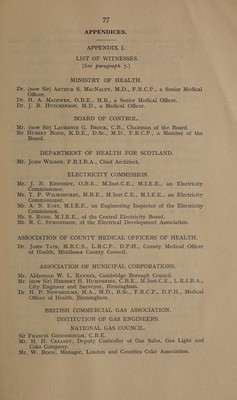 77
APPENDICES.
APPENDIX I.
LIST OF WITNESSES.
(See paragraph 7.)
MINISTRY OF HEALTH.
Dr. (now Sir) ARTHUR S. MACNALTY, M.D., F.R.C.P., a Senior Medical
Officer.
Dr. H. A. MACEWEN, O.B.E., M.B., a Senior Medical Officer.
Dr. J. R. HUTCHINSON, M.D., a Medical Officer.
BOARD OF CONTROL.
Mr. (now Sir) LAURENCE G. BROCK, C.B., Chairman of the Board.
Sir HUBERT BOND, K.B.E., D.Sc., M.D., F.R.C.P., a Member of the
Board.
DEPARTMENT OF HEALTH FOR SCOTLAND.
Mr. JOHN WILSON, F.R.I.B.A., Chief Architect.
ELECTRICITY COMMISSION.
Mr. J. N. KENNEDY, O.B.E., M.Inst.C.E., M.I.E.E., an Electricity
Commissioner.
Mr. T. P. WILMSHURST, M.B.E., M.Inst.C.E., M.I.E.E., an Electricity
Commissioner.
Mr. A. N. EAST, M.I.E.E., an Engineering Inspector of the Electricity
Commission.
Mr. S. M.I.E.E., of the Central Electricity Board.
Mr. R. C. of the Electrical Development Association.
ASSOCIATION OF COUNTY MEDICAL OFFICERS OF HEALTH.
Dr. JOHN TATE, M.R.C.S., L.R.C.P., D.P.H., County Medical Officer
of Health, Middlesex County Council.
ASSOCIATION OF MUNICIPAL CORPORATIONS.
Mr. Alderman W. L. RAYNES, Cambridge Borough Council.
Mr. (now Sir) HERBERT H. HUMPHRIES, C.B.E., M.Inst.C.E., L.R.I.B.A.,
City Engineer and Surveyor, Birmingham.
Dr. H. P. NEWSHOLME, M.A., M.D., B.Sc., F.R.C.P., D.P.H., Medical
Officer of Health, Birmingham.
BRITISH COMMERCIAL GAS ASSOCIATION.
INSTITUTION OF GAS ENGINEERS.
NATIONAL GAS COUNCIL.
Sir FRANCIS GOODENOUGH, C.B.E.
Mr. H. H. CREASEY, Deputy Controller of Gas Sales, Gas Light and
Coke Company.
Mr. W. Manager, London and Counties Coke Association.